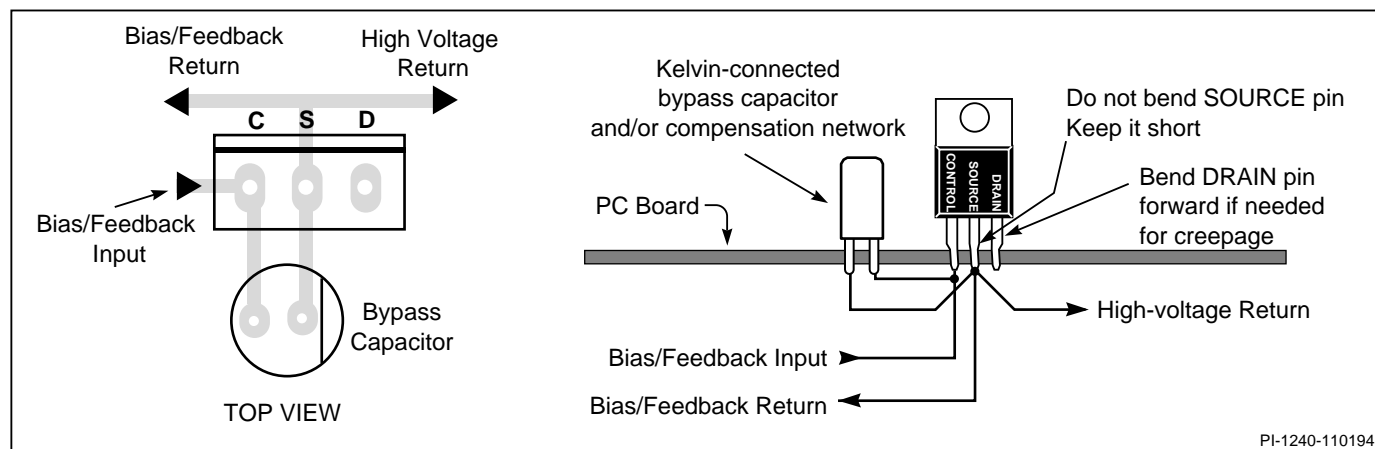 Bias/Feedback
Return
High Voltage
Return
C
S
D
Bias/Feedback
Input
Bypass
Capacitor
TOP VIEW
Kelvin-connected
bypass capacitor
and/or compensation network
PC Board
CONTROL
SOURCE
DRAIN
Do not bend SOURCE pin
Keep it short
Bend DRAIN pin
forward if needed
for creepage
High-voltage Return
Bias/Feedback Input
Bias/Feedback Return
PI-1240-110194